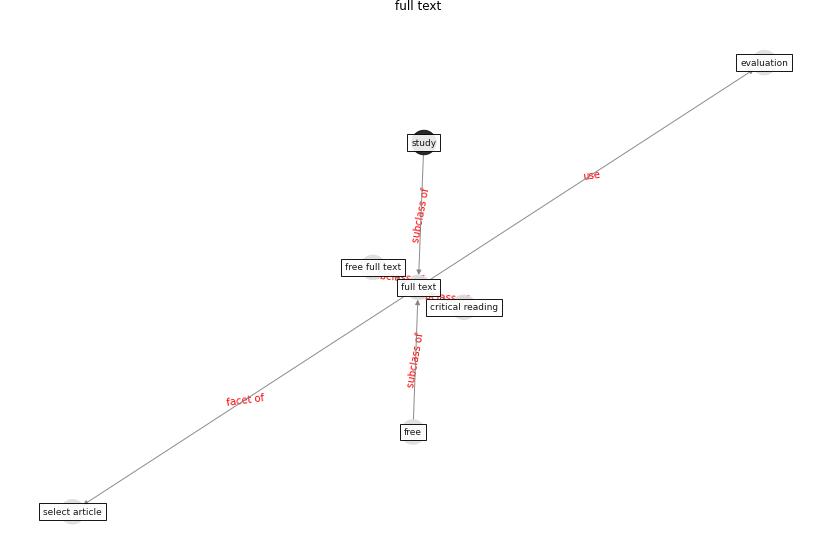 full text
evaluation
study
use
subclass of
free full text
full text
critical reading
subclass of
facet of
free
select article